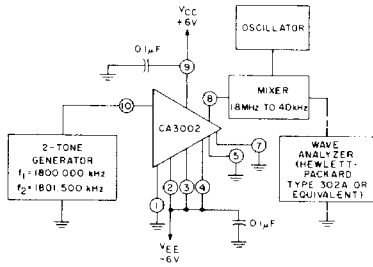 VCC
+6V
OSCILLATOR
0.1µF
9
10
8
MIXER
1.8MHz TO 40kHz
CA3002
7
5
2-TONE
GENERATOR
f1=1800.000 kHz
f2=1801.500 kHz
1
2
3
4
WAVE
ANALYZER
(HEWLETT-
PACKARD
TYPE 302A OR
EQUIVALENT)
0.1µF
VEE
-6V